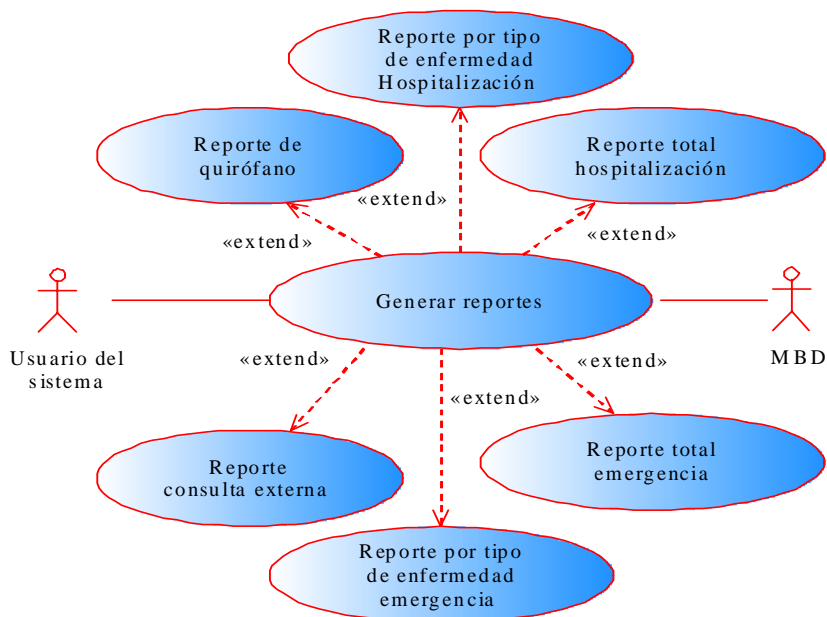 Reporte por tipo
de enfermedad
Hospitalización
Reporte de
quirófano
Reporte total
hospitalización
«extend»
«extend»
«extend»
Generar reportes
Usuario del
sistema
MBD
«extend»
«extend»
«extend»
Reporte
consulta externa
Reporte total
emergencia
Reporte por tipo
de enfermedad
emergencia